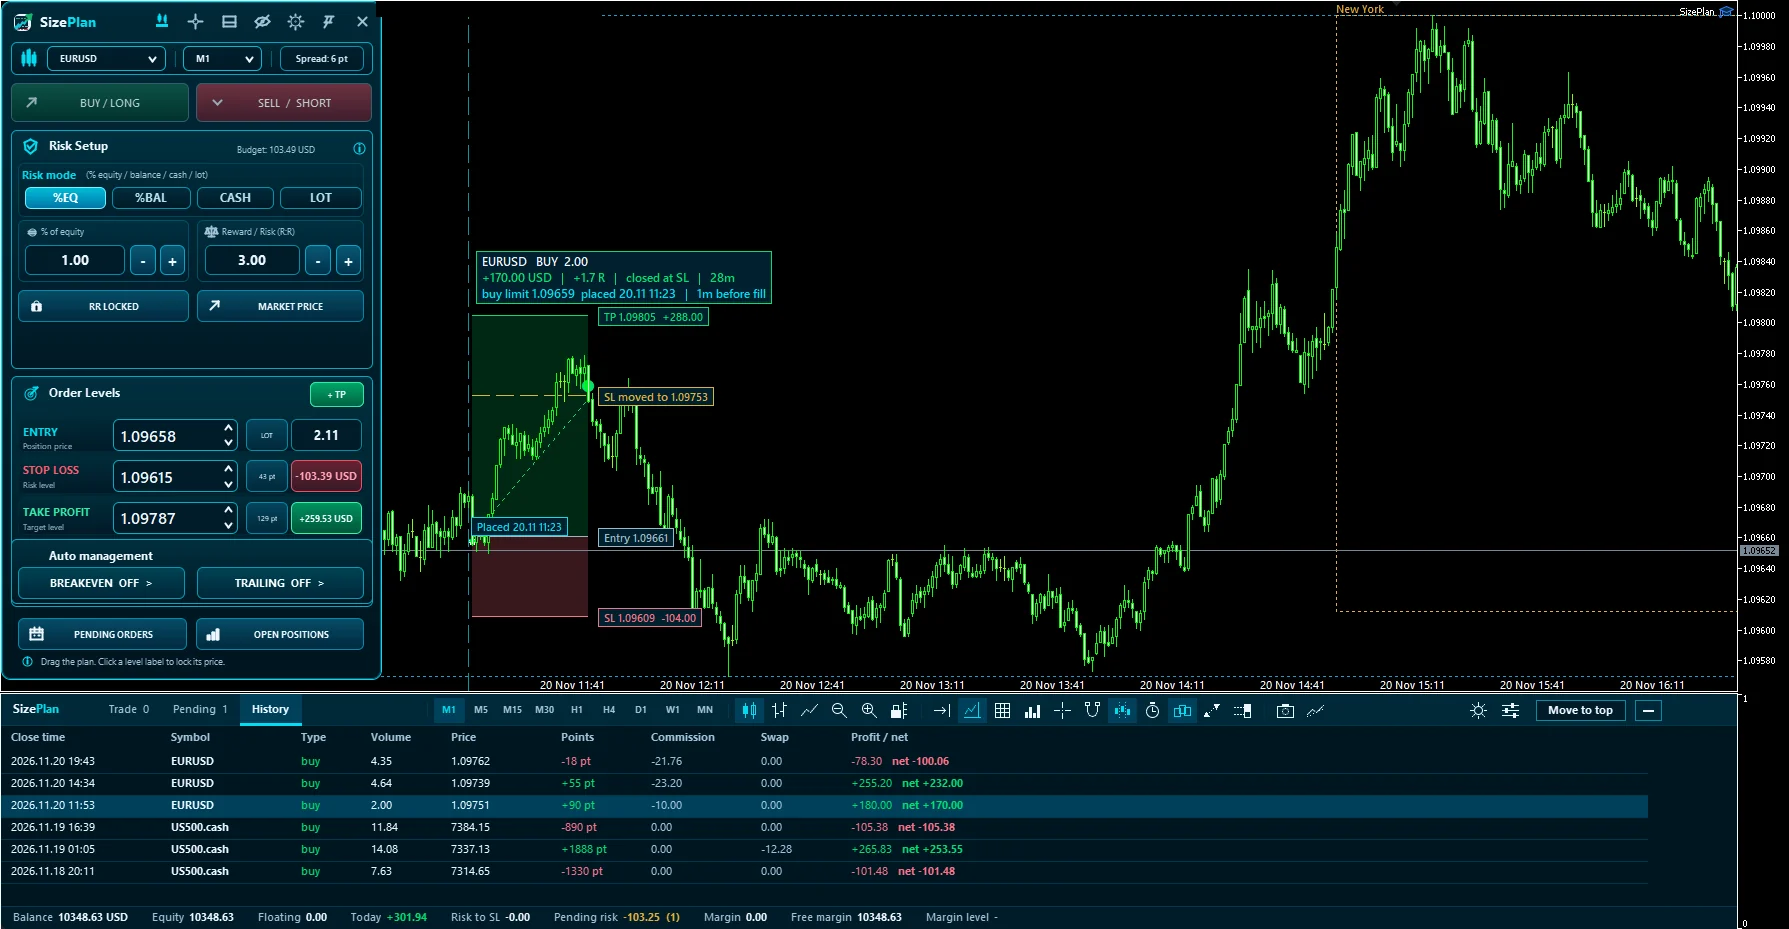 SizePlan
EURUSD
M1
Spread: 6 pt
BUY / LONG
SELL / SHORT
Risk Setup
Budget: 103.49 USD
Risk mode (% equity / balance / cash / lot)
%EQ
%BAL
CASH
LOT
% of equity
Reward / Risk (R:R)
1.00
-
+
3.00
-
+
RR LOCKED
MARKET PRICE
Order Levels
+ TP
ENTRY
Position price
1.09658
LOT
2.11
STOP LOSS
Risk level
1.09615
43 pt
-103.39 USD
TAKE PROFIT
Target level
1.09787
129 pt
+259.53 USD
Auto management
BREAKEVEN OFF >
TRAILING OFF >
PENDING ORDERS
OPEN POSITIONS
Drag the plan. Click a level label to lock its price.
New York
SizePlan
EURUSD BUY 2.00
+170.00 USD | +1.7 R | closed at SL | 28m
buy limit 1.09659 placed 20.11 11:23 | 1m before fill
TP 1.09805 +288.00
SL moved to 1.09753
Placed 20.11 11:23
Entry 1.09661
SL 1.09609 -104.00
1.10000
1.09980
1.09960
1.09940
1.09920
1.09900
1.09880
1.09860
1.09840
1.09820
1.09800
1.09780
1.09760
1.09740
1.09720
1.09700
1.09680
1.09660
1.09652
1.09640
1.09620
1.09600
1.09580
20 Nov 11:41
20 Nov 12:11
20 Nov 12:41
20 Nov 13:11
20 Nov 13:41
20 Nov 14:11
20 Nov 14:41
20 Nov 15:11
20 Nov 15:41
20 Nov 16:11
SizePlan
Trade 0
Pending 1
History
M1 M5 M15 M30 H1 H4 D1 W1 MN
Move to top
1
Close time Symbol Type Volume Price Points Commission Swap Profit / net
2026.11.20 19:43 EURUSD buy 4.35 1.09762 -18 pt -21.76 0.00 -78.30 net -100.06
2026.11.20 14:34 EURUSD buy 4.64 1.09739 +55 pt -23.20 0.00 +255.20 net +232.00
2026.11.20 11:53 EURUSD buy 2.00 1.09751 +90 pt -10.00 0.00 +180.00 net +170.00
2026.11.19 16:39 US500.cash buy 11.84 7384.15 -890 pt 0.00 0.00 -105.38 net -105.38
2026.11.19 01:05 US500.cash buy 14.08 7337.13 +1888 pt 0.00 -12.28 +265.83 net +253.55
2026.11.18 20:11 US500.cash buy 7.63 7314.65 -1330 pt 0.00 0.00 -101.48 net -101.48
Balance 10348.63 USD Equity 10348.63 Floating 0.00 Today +301.94 Risk to SL -0.00 Pending risk -103.25 (1) Margin 0.00 Free margin 10348.63 Margin level -
0